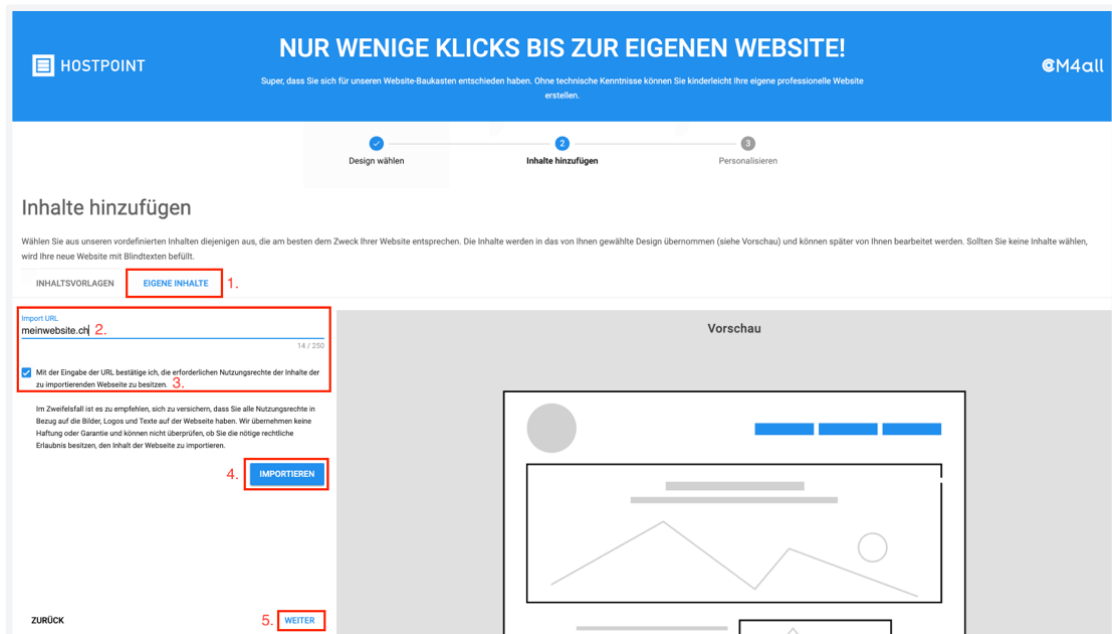 HOSTPOINT
NUR WENIGE KLICKS BIS ZUR EIGENEN WEBSITE!
Super, dass Sie sich für unseren Website-Baukasten entschieden haben. Ohne technische Kenntnisse können Sie kinderleicht Ihre eigene professionelle Website
erstellen.
CM4all
Design wählen
2
Inhalte hinzufügen
3
Personalisieren
Inhalte hinzufügen
Wählen Sie aus unseren vordefinierten Inhalten diejenigen aus, die am besten dem Zweck Ihrer Website entsprechen. Die Inhalte werden in das von Ihnen gewählte Design übernommen (siehe Vorschau) und können später von Ihnen bearbeitet werden. Sollten Sie keine Inhalte wählen,
wird Ihre neue Website mit Blindtexten befüllt.
INHALTSVORLAGEN EIGENE INHALTE 1.
Import URL
meinwebsite.ch 2.
14 / 250
Mit der Eingabe der URL bestätige ich, die erforderlichen Nutzungsrechte der Inhalte der
zu importierenden Webseite zu besitzen. 3.
Im Zweifelsfall ist es zu empfehlen, sich zu versichern, dass Sie alle Nutzungsrechte in
Bezug auf die Bilder, Logos und Texte auf der Webseite haben. Wir übernehmen keine
Haftung oder Garantie und können nicht überprüfen, ob Sie die nötige rechtliche
Erlaubnis besitzen, den Inhalt der Webseite zu importieren.
4. IMPORTIEREN
ZURÜCK 5. WEITER
Vorschau